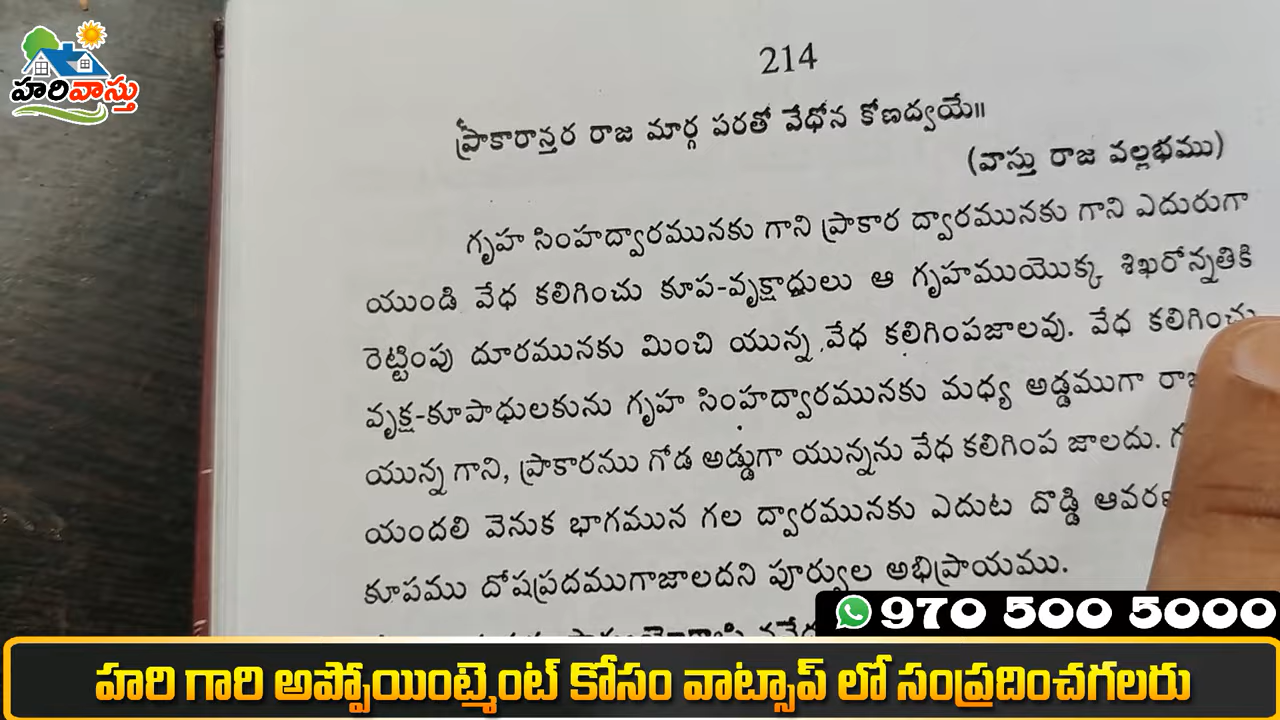 హరివాస్తు
214
ప్రాకారాన్తర రాజ మార్గ పరతో వేధోన కోణద్వయే॥
(వాస్తు రాజ వల్లభము)
గృహ సింహద్వారమునకు గాని ప్రాకార ద్వారమునకు గాని ఎదురుగా
యుండి వేధ కలిగించు కూప-వృక్షాధులు ఆ గృహముయొక్క శిఖరోన్నతికి
రెట్టింపు దూరమునకు మించి యున్న వేధ కలిగింపజాలవు. వేధ కలిగించు
వృక్ష-కూపాధులకును గృహ సింహద్వారమునకు మధ్య అడ్డముగా
యున్న గాని, ప్రాకారను గోడ అడ్డుగా యున్నను వేధ కలిగింప జాలదు.
యందలి వెనుక భాగమున గల ద్వారమునకు ఎదుట దొడ్డి
కూపము దోషప్రదముగాజాలదని పూర్వుల అభిప్రాయము.
970 500 5000
హరి గారి అప్పోయింట్మెంట్ కోసం వాట్సాప్ లో సంప్రదించగలరు